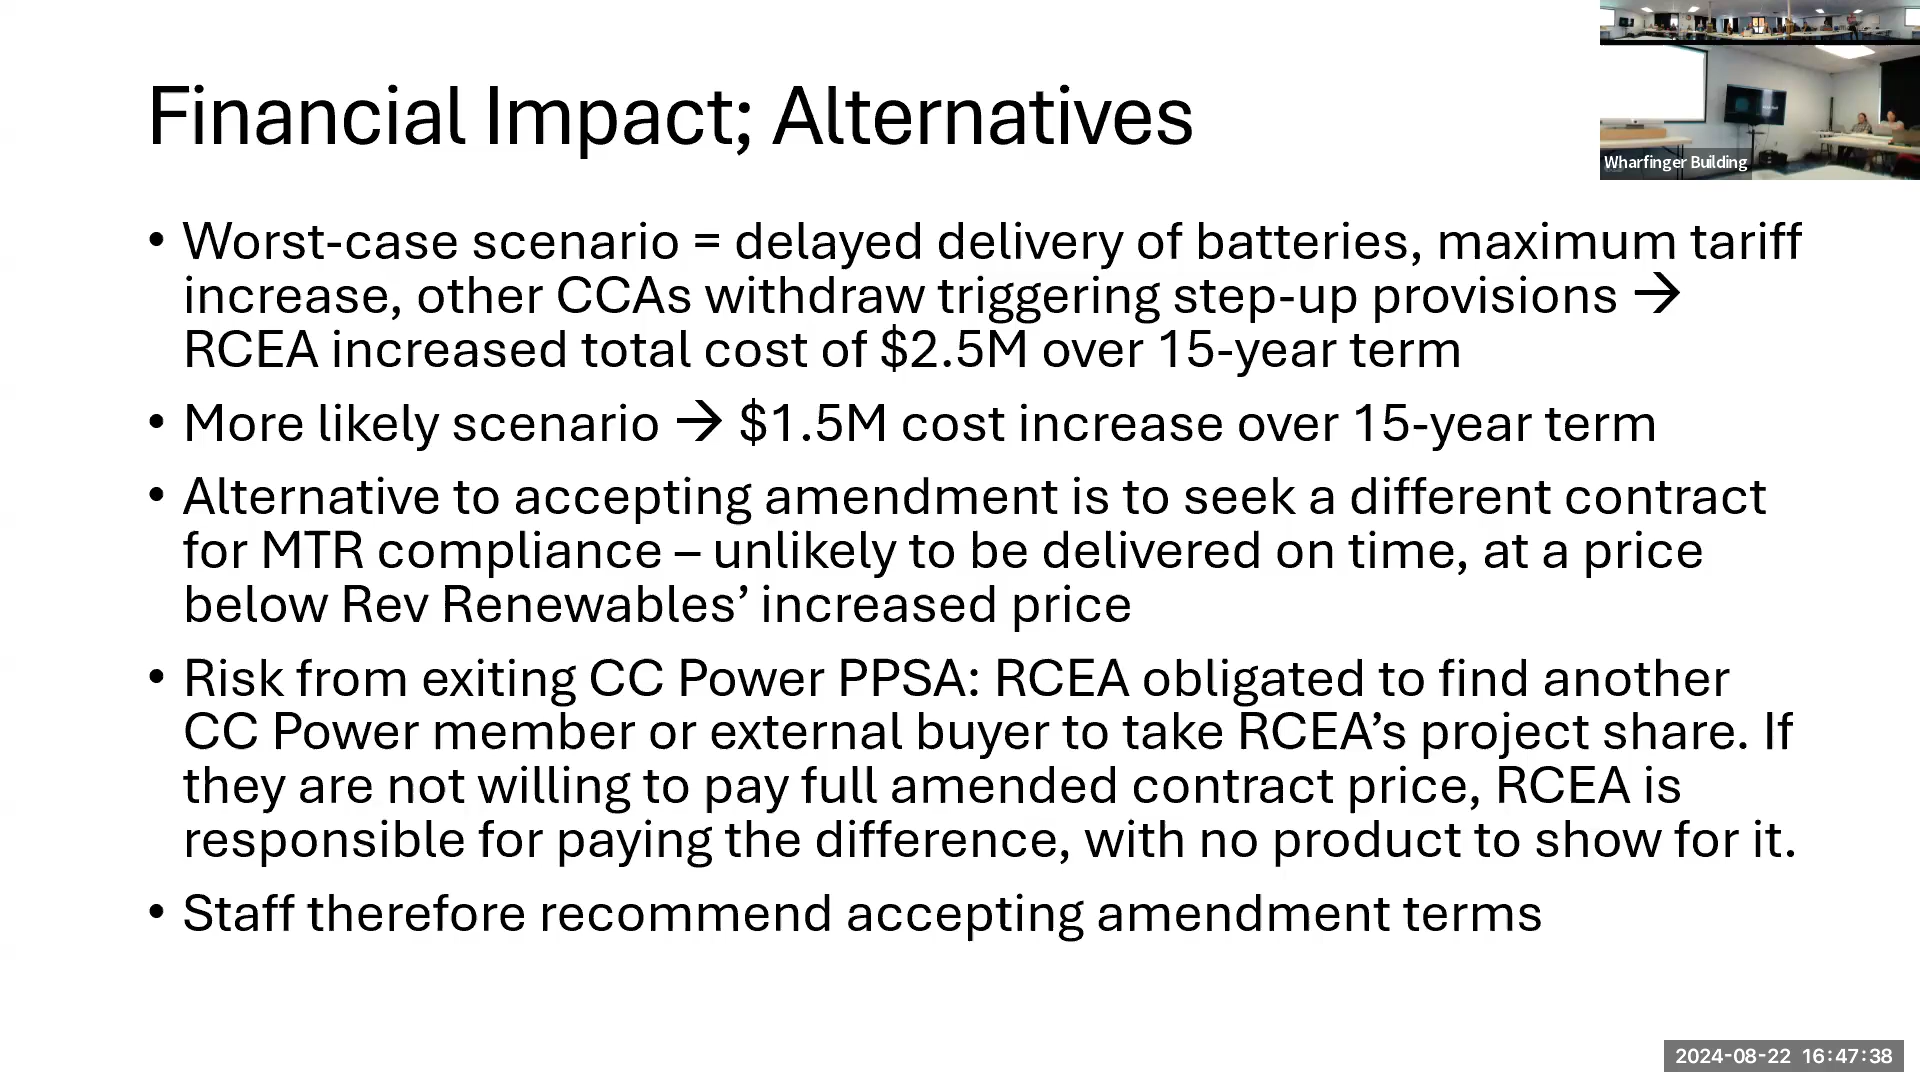 Financial Impact; Alternatives
Wharfinger Building
• Worst-case scenario = delayed delivery of batteries, maximum tariff
increase, other CCAs withdraw triggering step-up provisions →
RCEA increased total cost of $2.5M over 15-year term
• More likely scenario → $1.5M cost increase over 15-year term
• Alternative to accepting amendment is to seek a different contract
for MTR compliance – unlikely to be delivered on time, at a price
below Rev Renewables’ increased price
• Risk from exiting CC Power PPSA: RCEA obligated to find another
CC Power member or external buyer to take RCEA’s project share. If
they are not willing to pay full amended contract price, RCEA is
responsible for paying the difference, with no product to show for it.
• Staff therefore recommend accepting amendment terms
2024-08-22 16:47:38